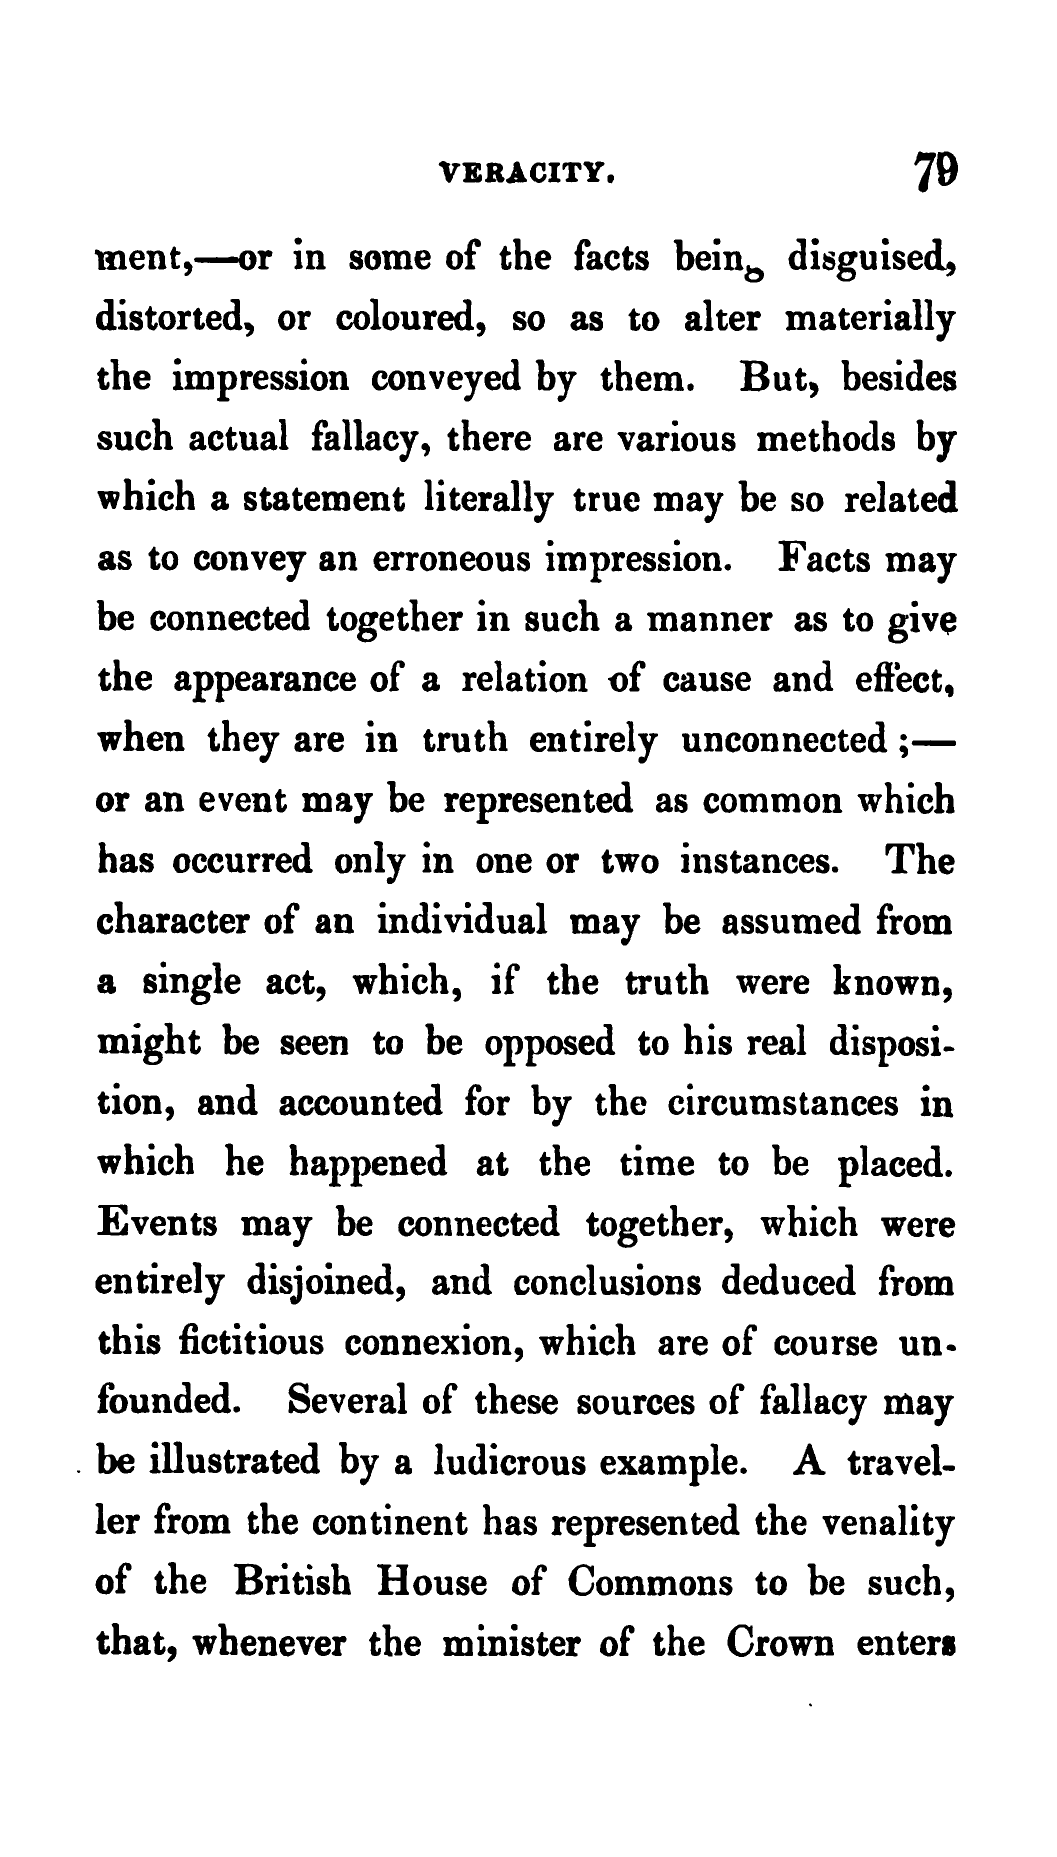 VERACITY. 79
ment,—or in some of the facts being disguised,
distorted, or coloured, so as to alter materially
the impression conveyed by them. But, besides
such actual fallacy, there are various methods by
which a statement literally true may be so related
as to convey an erroneous impression. Facts may
be connected together in such a manner as to give
the appearance of a relation of cause and effect,
when they are in truth entirely unconnected ;—
or an event may be represented as common which
has occurred only in one or two instances. The
character of an individual may be assumed from
a single act, which, if the truth were known,
might be seen to be opposed to his real disposi-
tion, and accounted for by the circumstances in
which he happened at the time to be placed.
Events may be connected together, which were
entirely disjoined, and conclusions deduced from
this fictitious connexion, which are of course un-
founded. Several of these sources of fallacy may
be illustrated by a ludicrous example. A travel-
ler from the continent has represented the venality
of the British House of Commons to be such,
that, whenever the minister of the Crown enters